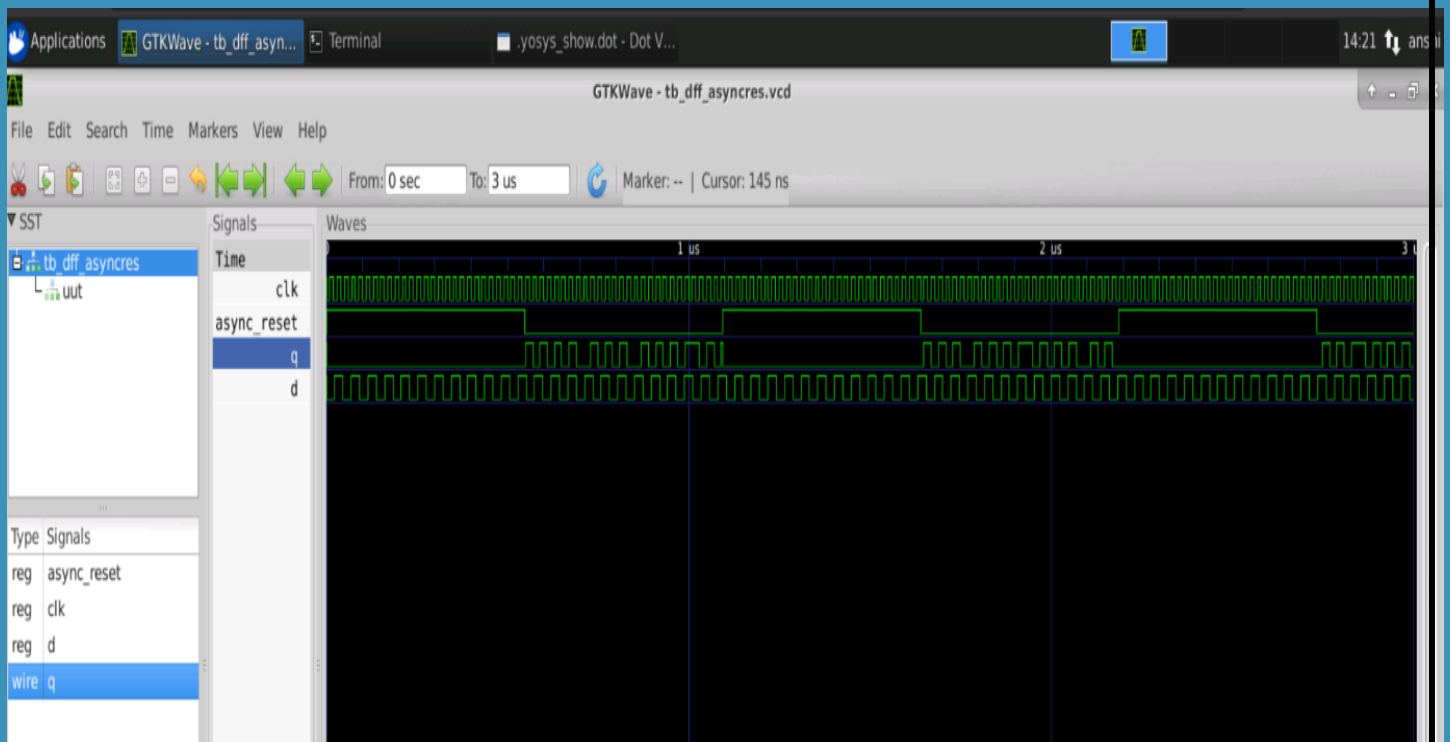 Applications GTKWave - tb_dff_asyn... Terminal .yosys_show.dot - Dot V... 14:21
GTKWave - tb_dff_asyncres.vcd
File Edit Search Time Markers View Help
From: 0 sec To: 3 us Marker: -- | Cursor: 145 ns
SST
tb_dff_asyncres
uut
Type Signals
reg async_reset
reg clk
reg d
wire q
Signals
Time
clk
async_reset
q
d
Waves
1 us 2 us